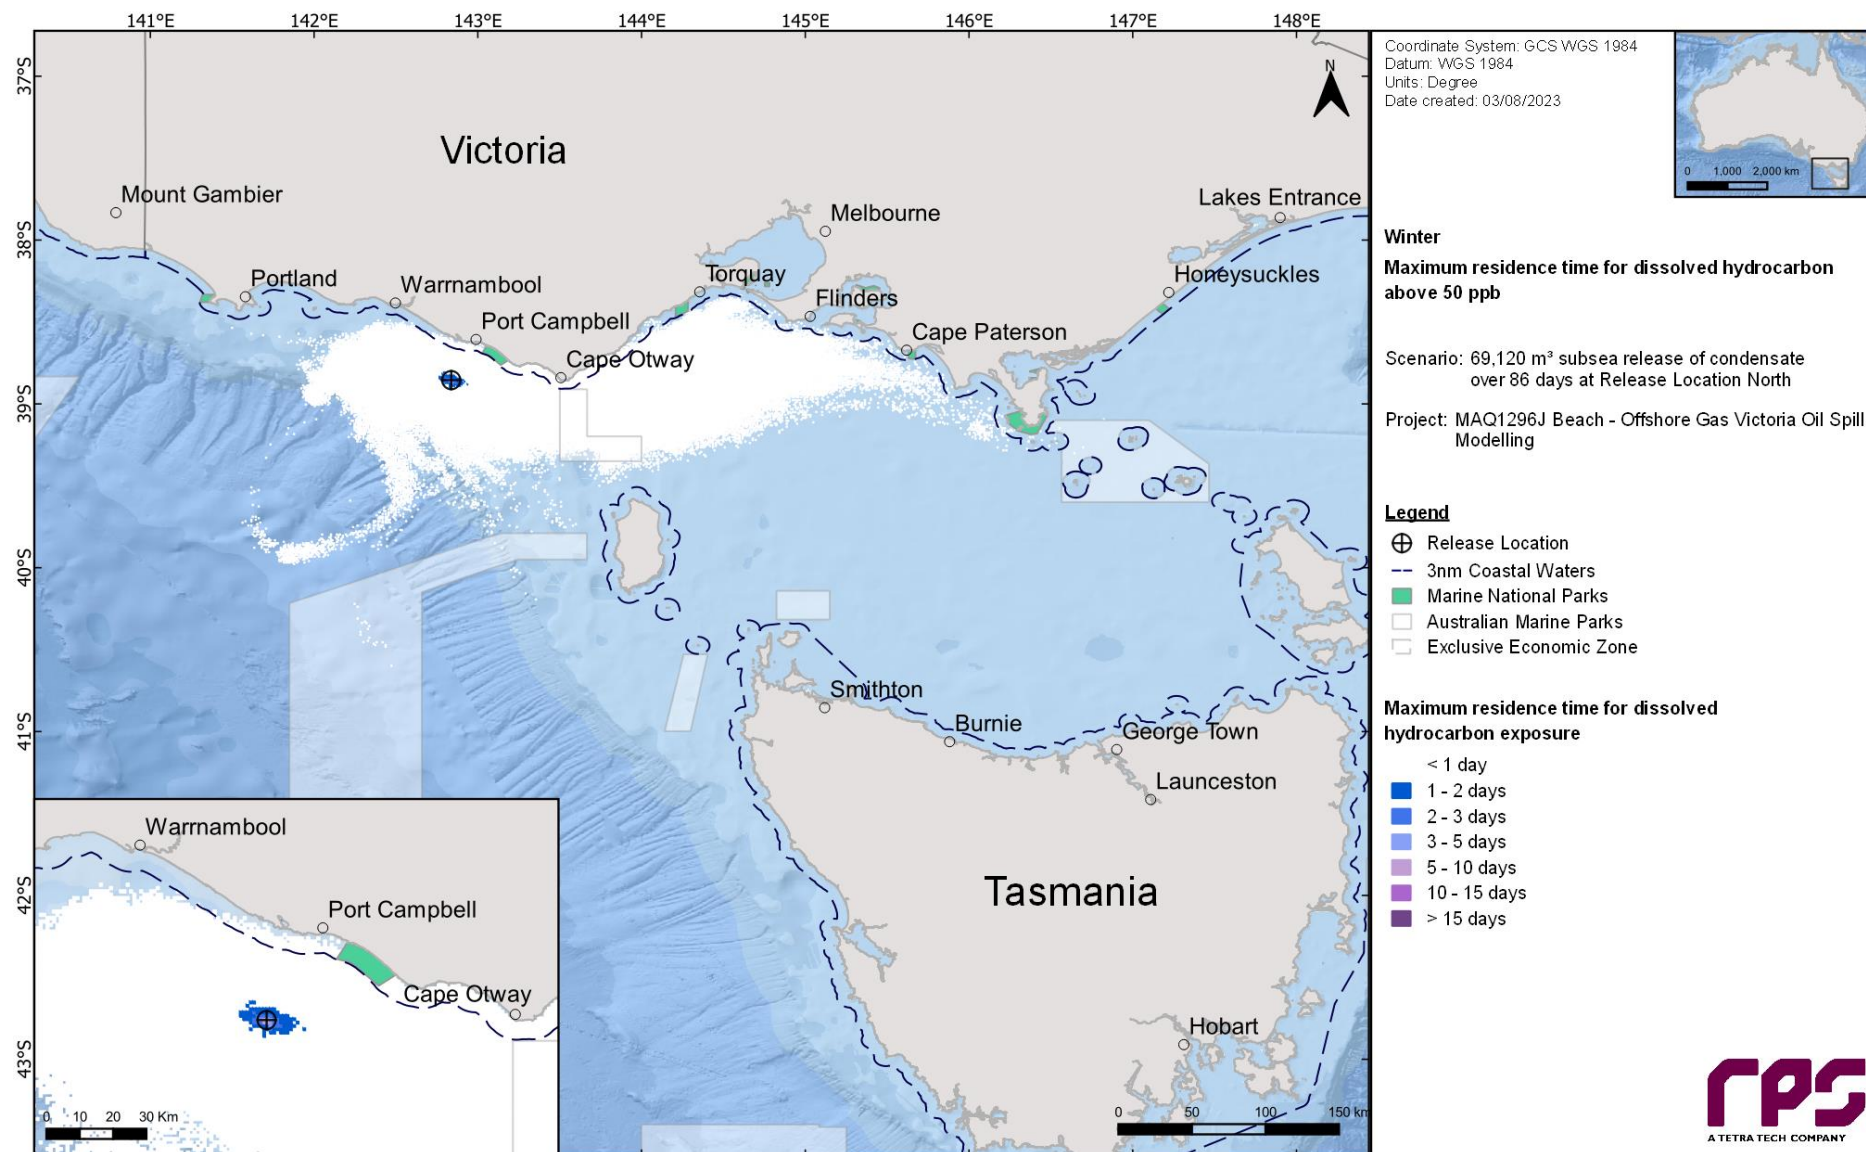 141°E 142°E 143°E 144°E 145°E 146°E 147°E 148°E
37°S
38°S
39°S
40°S
41°S
42°S
43°S
N
Victoria
Mount Gambier
Portland
Warrnambool
Port Campbell
Cape Otway
Torquay
Melbourne
Flinders
Cape Paterson
Lakes Entrance
Honeysuckles
Smithton
Burnie
George Town
Launceston
Tasmania
Hobart
0 50 100 150 km
Warrnambool
Port Campbell
Cape Otway
0 10 20 30 Km
Coordinate System: GCS WGS 1984
Datum: WGS 1984
Units: Degree
Date created: 03/08/2023
0 1,000 2,000 km
Winter
Maximum residence time for dissolved hydrocarbon
above 50 ppb
Scenario: 69,120 m³ subsea release of condensate
over 86 days at Release Location North
Project: MAQ1296J Beach - Offshore Gas Victoria Oil Spill
Modelling
Legend
Release Location
3nm Coastal Waters
Marine National Parks
Australian Marine Parks
Exclusive Economic Zone
Maximum residence time for dissolved
hydrocarbon exposure
< 1 day
1 - 2 days
2 - 3 days
3 - 5 days
5 - 10 days
10 - 15 days
> 15 days
rps
A TETRA TECH COMPANY